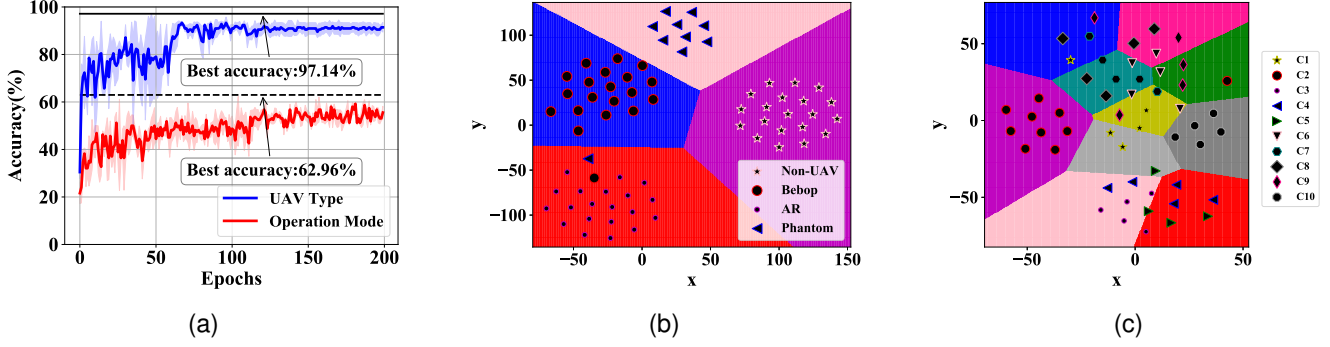 Accuracy(%)
100
80
60
40
20
0
Best accuracy:97.14%
Best accuracy:62.96%
UAV Type
Operation Mode
0
50
100
150
200
Epochs
(a)
y
100
50
0
−50
−100
Non-UAV
Bebop
AR
Phantom
−50
0
50
100
150
x
(b)
y
50
0
−50
−50
0
50
x
C1
C2
C3
C4
C5
C6
C7
C8
C9
C10
(c)